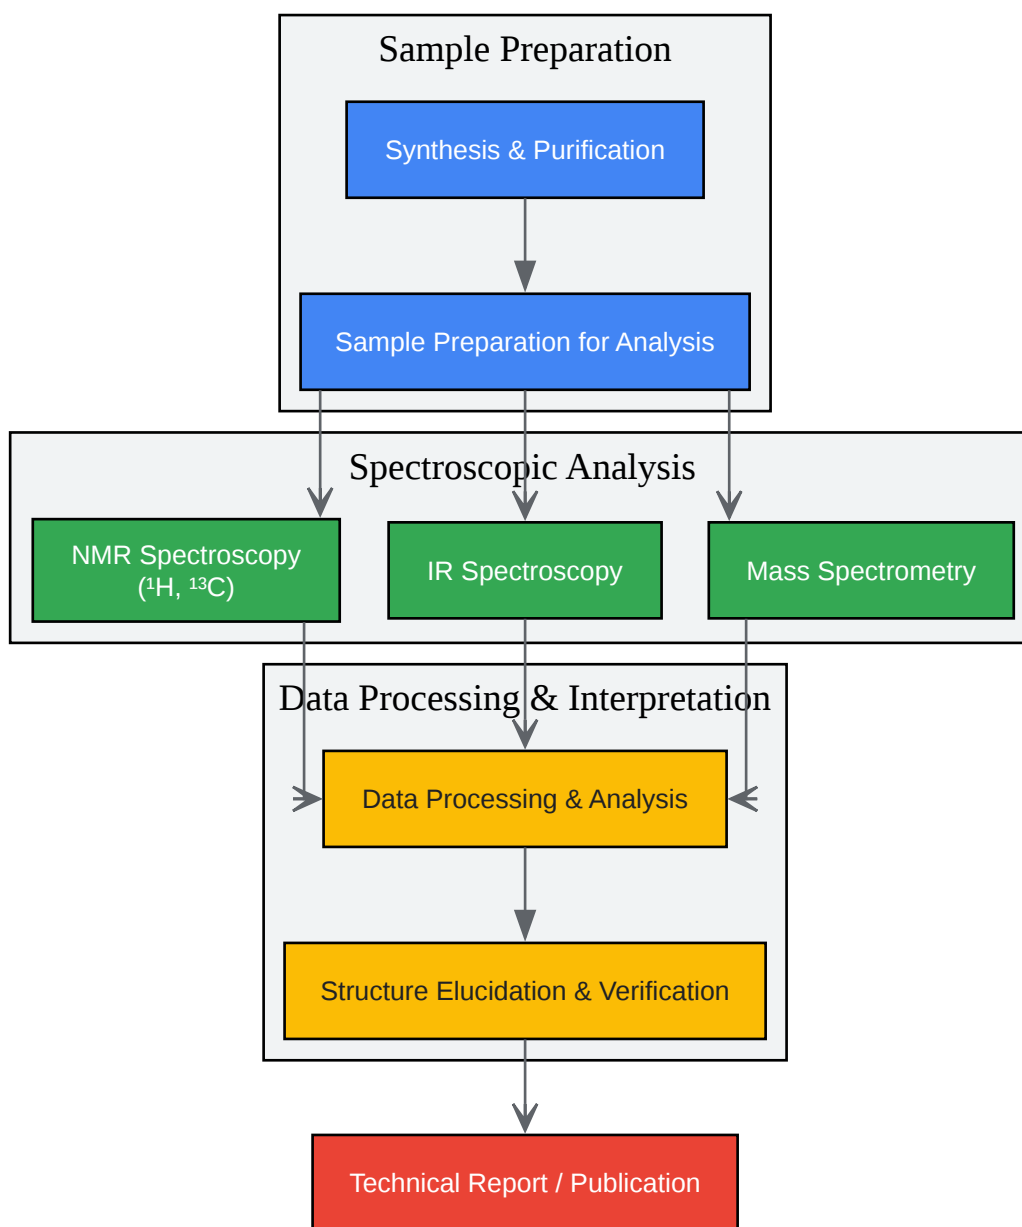 Sample Preparation
Synthesis & Purification
Sample Preparation for Analysis
Spectroscopic Analysis
NMR Spectroscopy
(¹H, ¹³C)
IR Spectroscopy
Mass Spectrometry
Data Processing & Interpretation
Data Processing & Analysis
Structure Elucidation & Verification
Technical Report / Publication